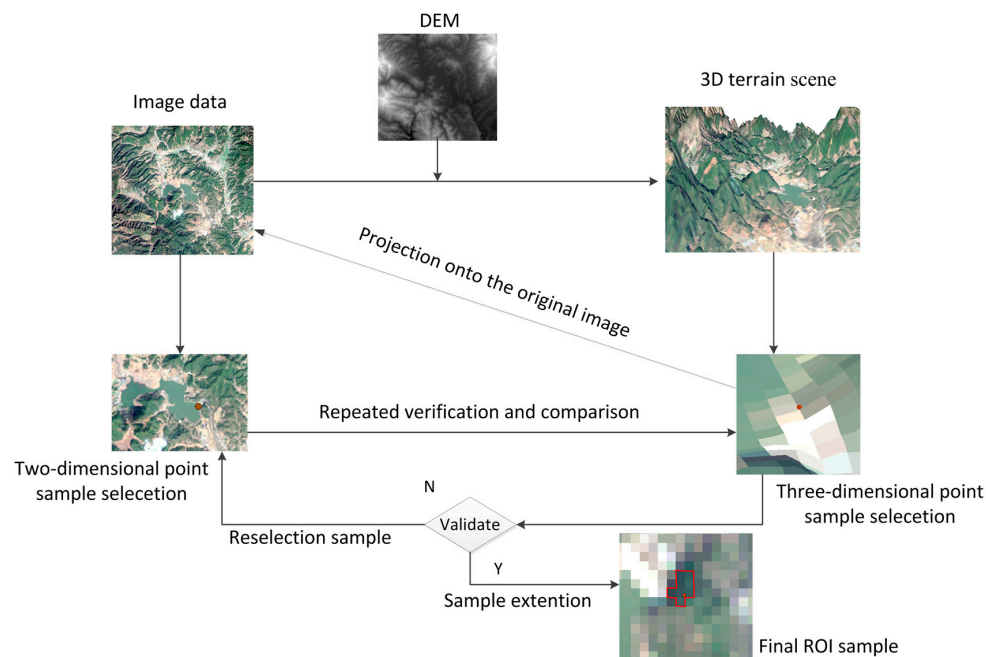 DEM
3D terrain scene
Image data
Projection onto the original image
Repeated verification and comparison
Two-dimensional point
sample selecetion
Three-dimensional point
sample selecetion
N
Validate
Reselection sample
Y
Sample extention
Final ROI sample